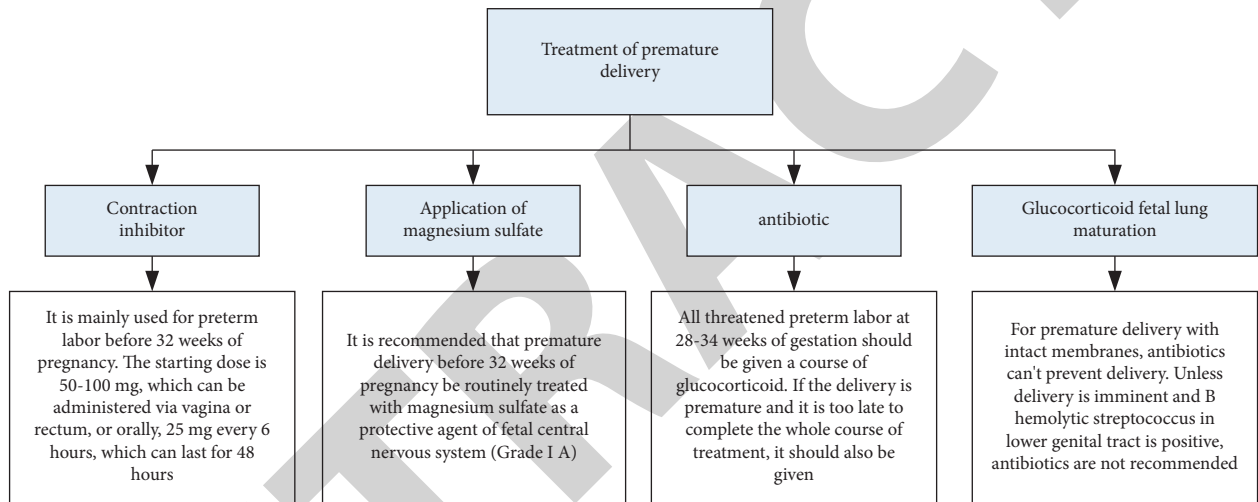 Treatment of premature
delivery
Contraction
inhibitor
Application of
magnesium sulfate
antibiotic
Glucocorticoid fetal lung
maturation
It is mainly used for preterm
labor before 32 weeks of
pregnancy. The starting dose is
50-100 mg, which can be
administered via vagina or
rectum, or orally, 25 mg every 6
hours, which can last for 48
hours
It is recommended that premature
delivery before 32 weeks of
pregnancy be routinely treated
with magnesium sulfate as a
protective agent of fetal central
nervous system (Grade I A)
All threatened preterm labor at
28-34 weeks of gestation should
be given a course of
glucocorticoid. If the delivery is
premature and it is too late to
complete the whole course of
treatment, it should also be
given
For premature delivery with
intact membranes, antibiotics
can't prevent delivery. Unless
delivery is imminent and B
hemolytic streptococcus in
lower genital tract is positive,
antibiotics are not recommended